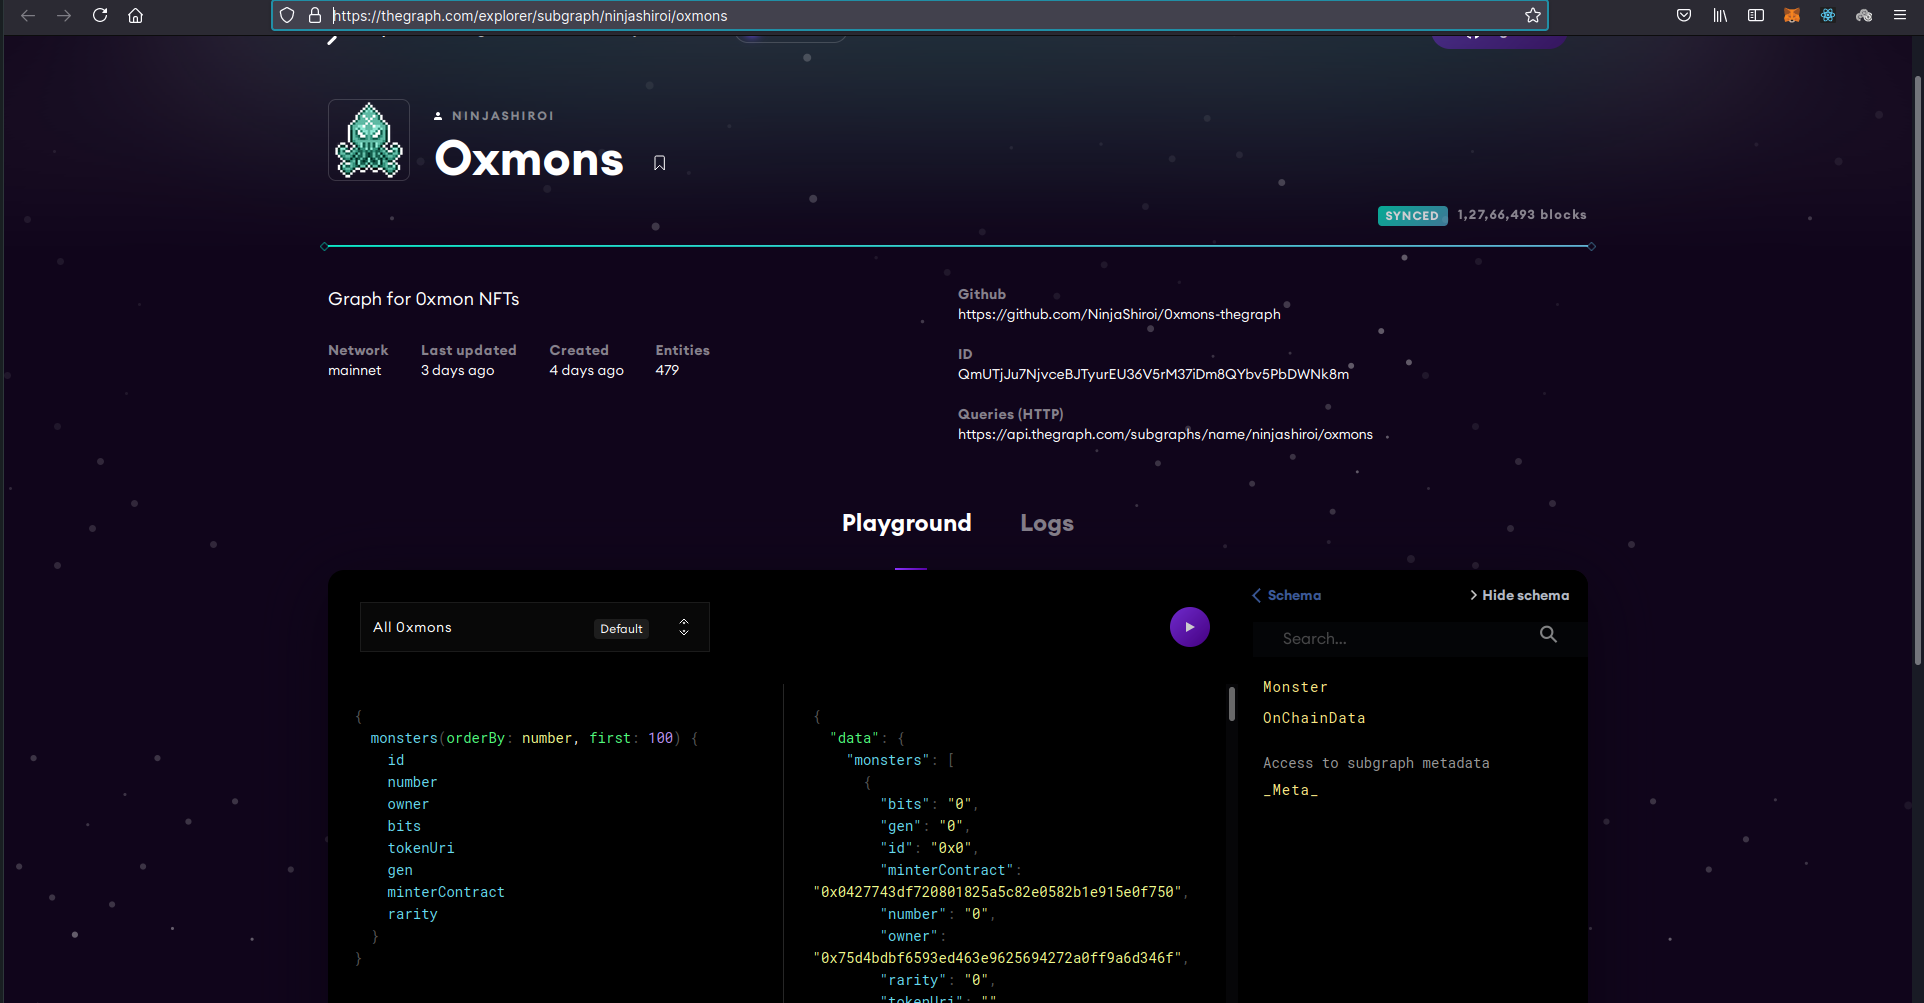 https://thegraph.com/explorer/subgraph/ninjashiroi/oxmons
NINJASHIROI
Oxmons
SYNCED 1,27,66,493 blocks
Graph for 0xmon NFTs
Network Last updated Created Entities
mainnet 3 days ago 4 days ago 479
Github
https://github.com/NinjaShiroi/0xmons-thegraph
ID
QmUTjJu7NjvceBJTyurEU36V5rM37iDm8QYbv5PbDWNk8m
Queries (HTTP)
https://api.thegraph.com/subgraphs/name/ninjashiroi/oxmons
Playground Logs
All 0xmons Default
{
monsters(orderBy: number, first: 100) {
id
number
owner
bits
tokenUri
gen
minterContract
rarity
}
}
{
"data": {
"monsters": [
{
"bits": "0",
"gen": "0",
"id": "0x0",
"minterContract":
"0x0427743df720801825a5c82e0582b1e915e0f750",
"number": "0",
"owner":
"0x75d4bdbf6593ed463e9625694272a0ff9a6d346f",
"rarity": "0",
"tokenUri": ""
Schema Hide schema
Search...
Monster
OnChainData
Access to subgraph metadata
_Meta_